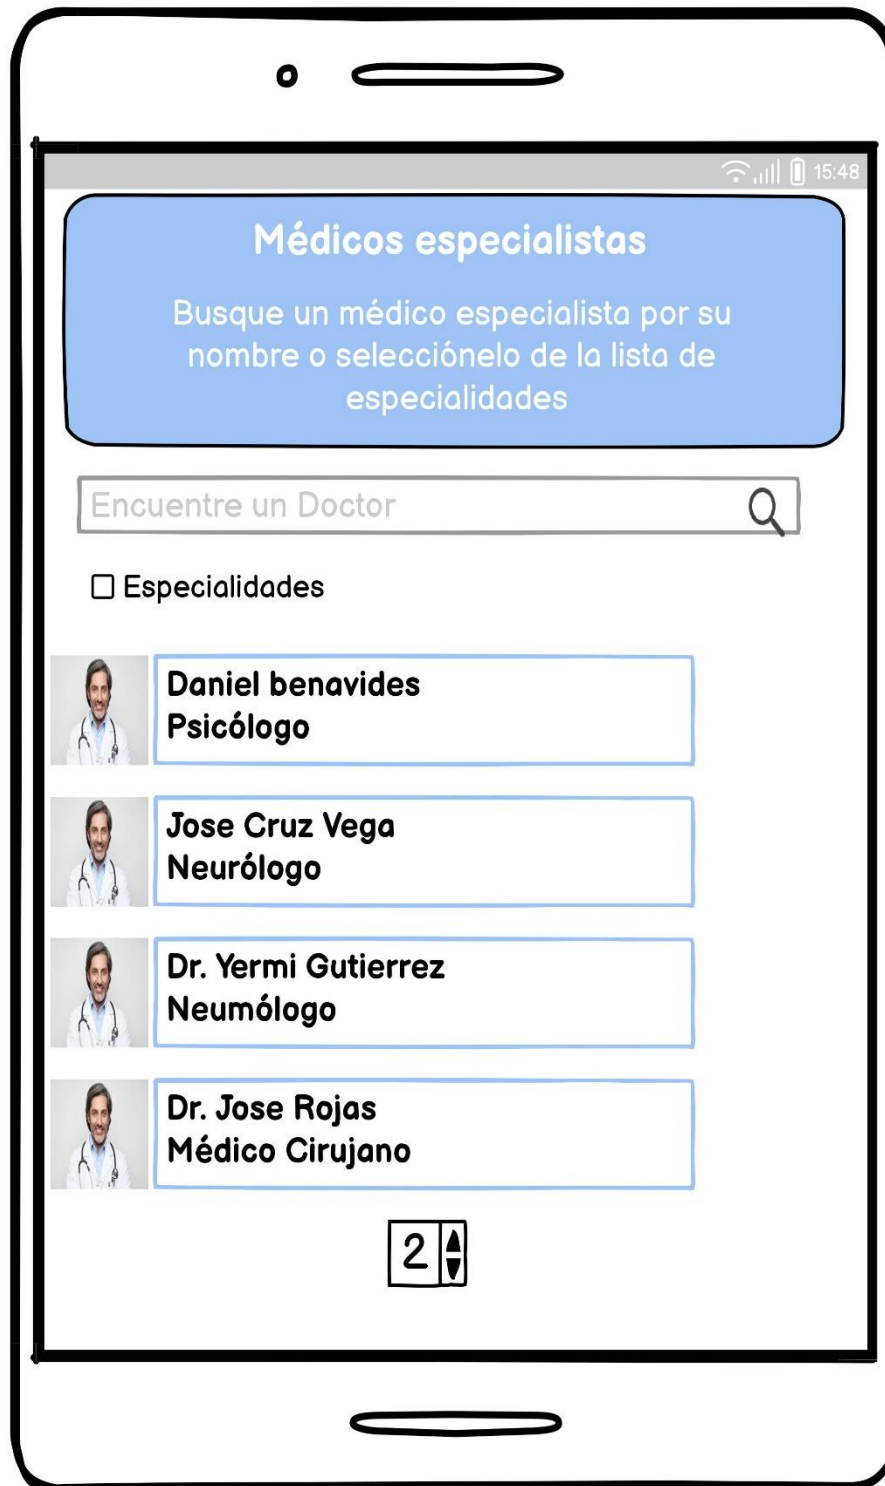 15:48
Médicos especialistas
Busque un médico especialista por su
nombre o selecciónelo de la lista de
especialidades
Encuentre un Doctor
Especialidades
Daniel benavides
Psicólogo
Jose Cruz Vega
Neurólogo
Dr. Yermi Gutierrez
Neumólogo
Dr. Jose Rojas
Médico Cirujano
2